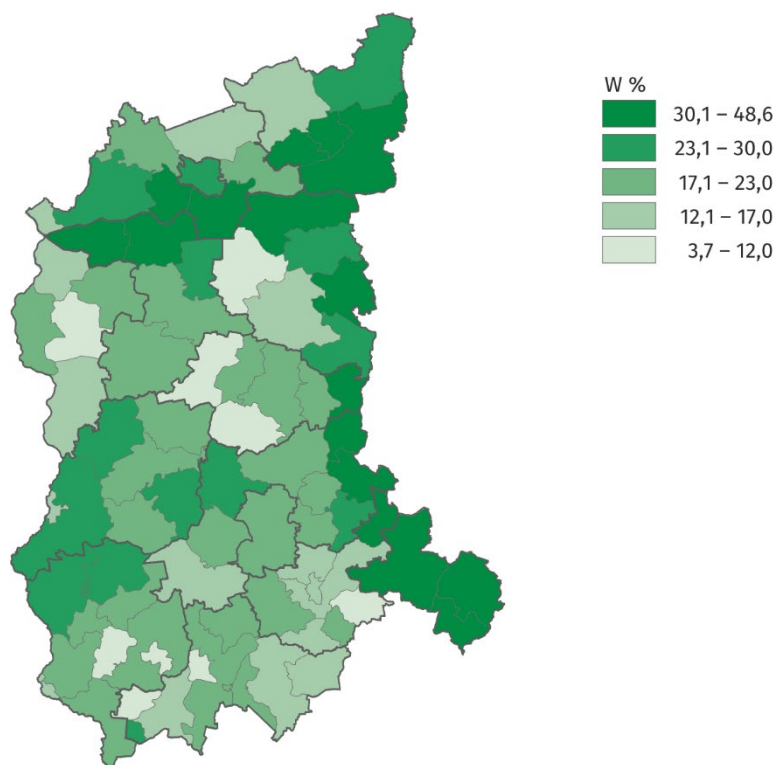 W %
30,1 – 48,6
23,1 – 30,0
17,1 – 23,0
12,1 – 17,0
3,7 – 12,0